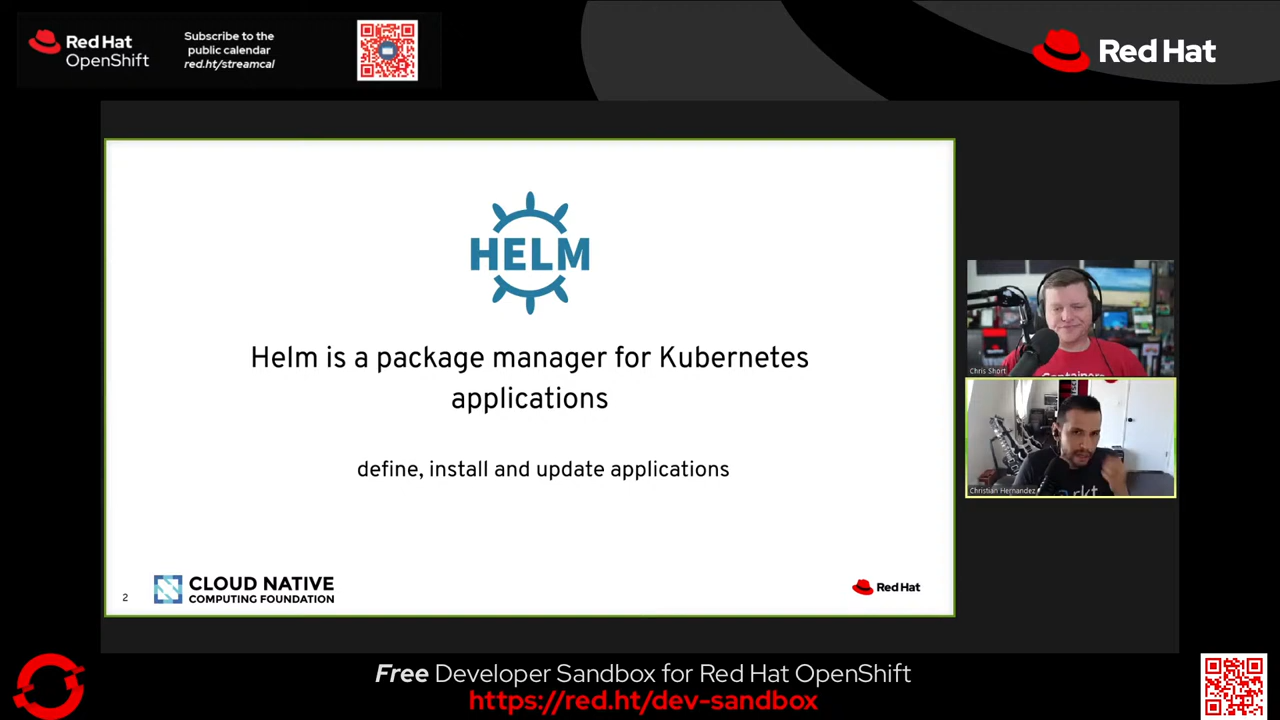 Red Hat
OpenShift
Subscribe to the
public calendar
red.ht/streamcal
Red Hat
HELM
Helm is a package manager for Kubernetes
applications
define, install and update applications
2
CLOUD NATIVE
COMPUTING FOUNDATION
Red Hat
Containers
Chris Short
Christian Hernandez
Free Developer Sandbox for Red Hat OpenShift
https://red.ht/dev-sandbox